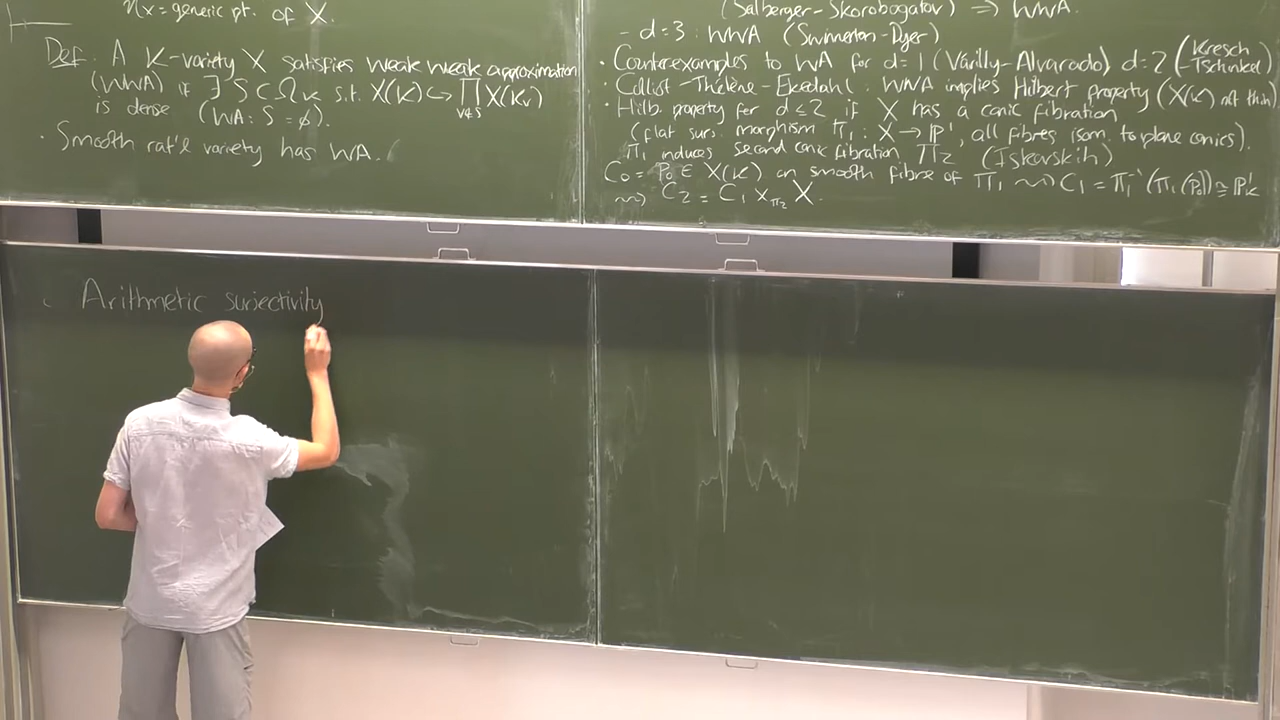 η_X = generic pt. of X.
Def: A K-variety X satisfies weak weak approximation
(WWA) if ∃ S ⊂ Ω_K s.t. X(K) ↪ ∏_{v∉S} X(K_v)
is dense (WA: S = ∅).
• Smooth rat'l variety has WA.
(Salberger-Skorobogatov) ⇒ WWA.
- d=3: WWA (Swinnerton-Dyer)
• Counterexamples to WA for d=1 (Várilly-Alvarado) d=2 (Kresch-Tschinkel)
• Colliot-Thélène-Ekedahl: WWA implies Hilbert property (X(K) not thin)
• Hilb. property for d≤2 if X has a conic fibration
(flat surj. morphism π₁: X → P¹, all fibres isom. to plane conics).
π₁ induces second conic fibration π₂ (Iskovskih)
C₀ = P₀ ∈ X(K) on smooth fibre of π₁ ⇝ C₁ = π₁⁻¹(π₁(P₀)) ≅ P¹_K
⇝ C₂ = C₁ ×_{π₂} X.
Arithmetic surjectivity